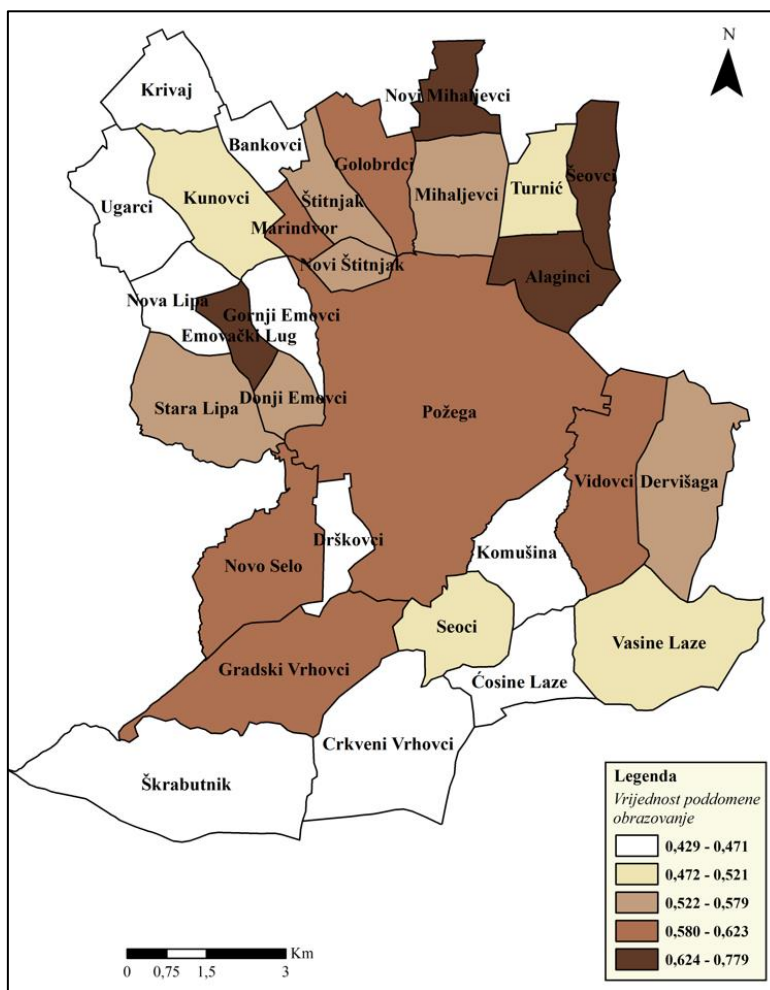 N
Krivaj
Novi Mihaljevci
Bankovci
Golobrdci
Šeovci
Kunovci
Štitnjak
Mihaljevci
Turnić
Ugarci
Marindvor
Novi Štitnjak
Alaginci
Nova Lipa
Gornji Emovci
Emovački Lug
Donji Emovci
Stara Lipa
Požega
Vidovci
Dervišaga
Drškovci
Komušina
Novo Selo
Seoci
Vasine Laze
Gradski Vrhovci
Ćosine Laze
Crkveni Vrhovci
Škrabutnik
Legenda
Vrijednost poddomene
obrazovanje
0,429 - 0,471
0,472 - 0,521
0,522 - 0,579
0,580 - 0,623
0,624 - 0,779
Km
0 0,75 1,5 3